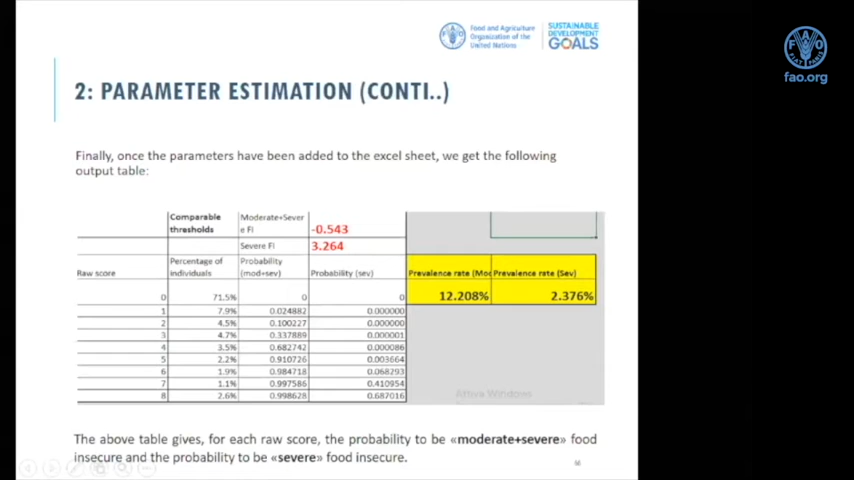 Food and Agriculture
Organization of the
United Nations
SUSTAINABLE
DEVELOPMENT
GOALS
FAO
FIAT PANIS
fao.org
2: PARAMETER ESTIMATION (CONTI..)
Finally, once the parameters have been added to the excel sheet, we get the following
output table:
Comparable thresholds Moderate+Severe FI -0.543
Severe FI 3.264
Raw score Percentage of individuals Probability (mod+sev) Probability (sev) Prevalence rate (Mod Prevalence rate (Sev)
0 71.5% 0 0 12.208% 2.376%
1 7.9% 0.024882 0.000000
2 4.5% 0.100227 0.000000
3 4.7% 0.337889 0.000001
4 3.5% 0.682742 0.000086
5 2.2% 0.910726 0.003664
6 1.9% 0.984718 0.068293
7 1.1% 0.997586 0.410954
8 2.6% 0.998628 0.687016
Attiva Windows
The above table gives, for each raw score, the probability to be «moderate+severe» food
insecure and the probability to be «severe» food insecure.